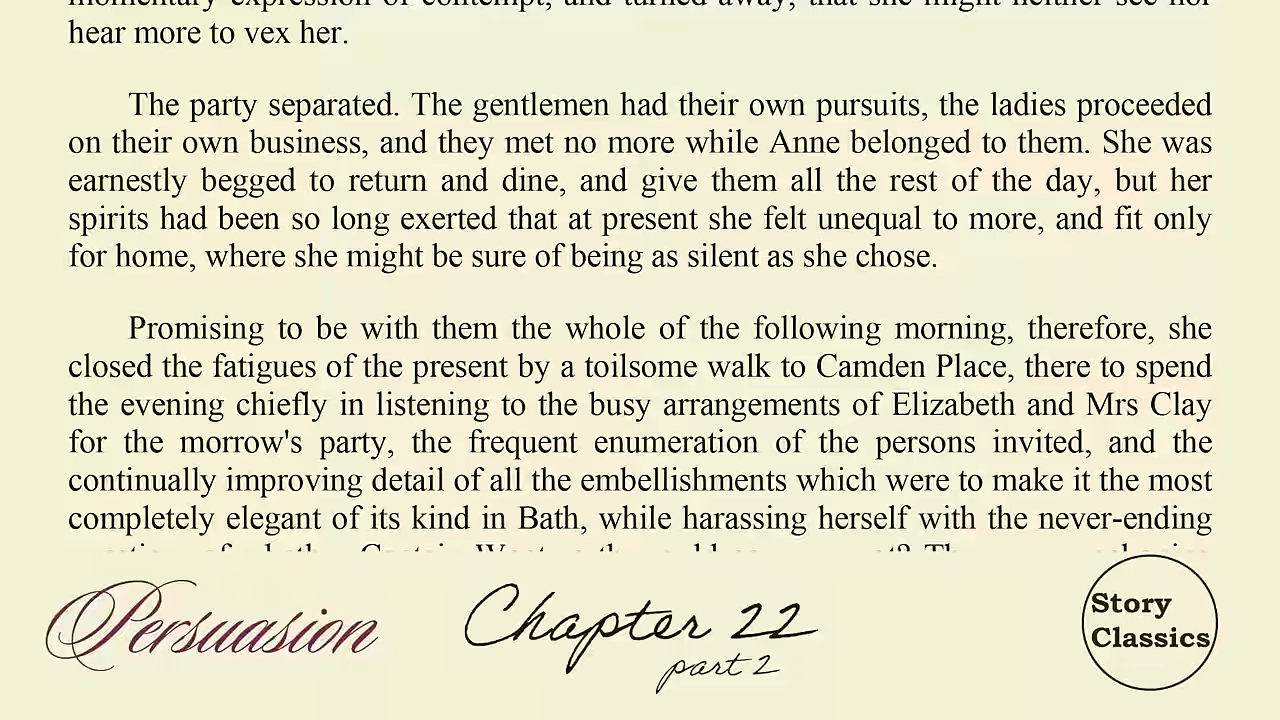 hear more to vex her.
The party separated. The gentlemen had their own pursuits, the ladies proceeded
on their own business, and they met no more while Anne belonged to them. She was
earnestly begged to return and dine, and give them all the rest of the day, but her
spirits had been so long exerted that at present she felt unequal to more, and fit only
for home, where she might be sure of being as silent as she chose.
Promising to be with them the whole of the following morning, therefore, she
closed the fatigues of the present by a toilsome walk to Camden Place, there to spend
the evening chiefly in listening to the busy arrangements of Elizabeth and Mrs Clay
for the morrow's party, the frequent enumeration of the persons invited, and the
continually improving detail of all the embellishments which were to make it the most
completely elegant of its kind in Bath, while harassing herself with the never-ending
Persuasion
Chapter 22
part 2
Story
Classics